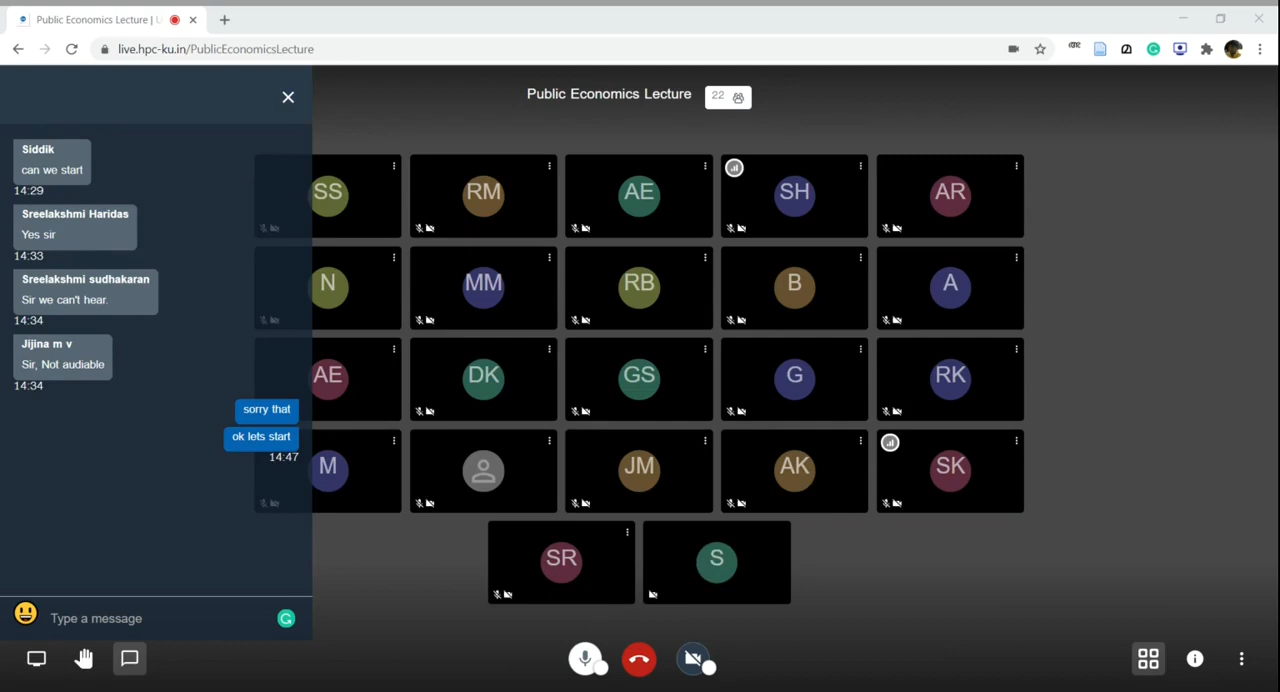 Public Economics Lecture | U
live.hpc-ku.in/PublicEconomicsLecture
Public Economics Lecture
22
Siddik
can we start
14:29
Sreelakshmi Haridas
Yes sir
14:33
Sreelakshmi sudhakaran
Sir we can't hear.
14:34
Jijina m v
Sir, Not audiable
14:34
sorry that
ok lets start
14:47
Type a message
SS
RM
AE
SH
AR
N
MM
RB
B
A
AE
DK
GS
G
RK
M
JM
AK
SK
SR
S